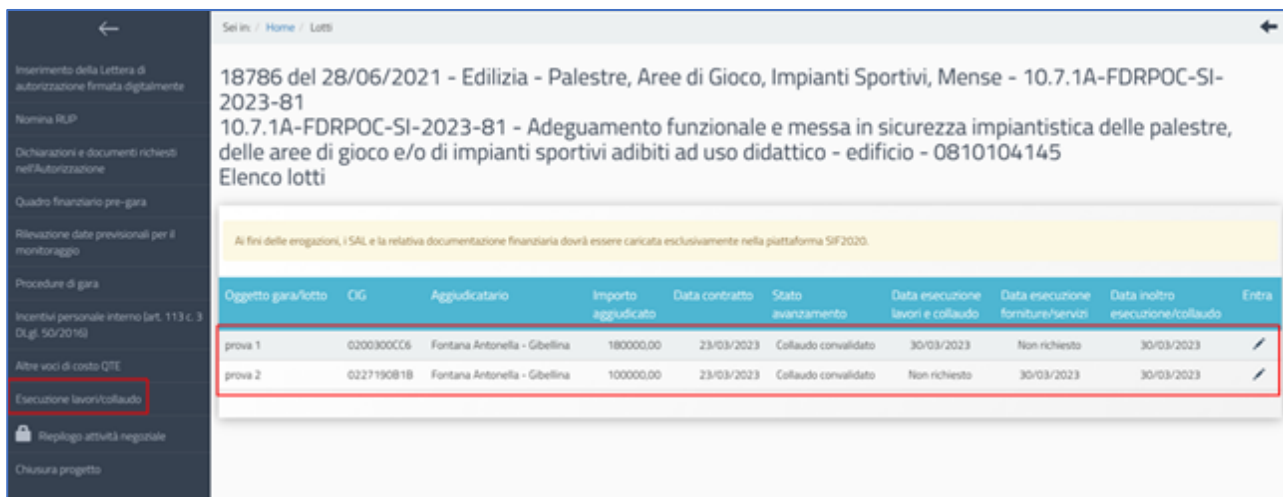 Sei in: / Home / Lotti
Inserimento della Lettera di
autorizzazione firmata digitalmente
Nomina RUP
Dichiarazioni e documenti richiesti
nell'Autorizzazione
Quadro finanziario pre-gara
Rilevazione date previsionali per il
monitoraggio
Procedure di gara
Incentivi personale interno (art. 113 c. 3
DLgl. 50/2016)
Altre voci di costo QTE
Esecuzione lavori/collaudo
Riepilogo attività negoziale
Chiusura progetto
18786 del 28/06/2021 - Edilizia - Palestre, Aree di Gioco, Impianti Sportivi, Mense - 10.7.1A-FDRPOC-SI-
2023-81
10.7.1A-FDRPOC-SI-2023-81 - Adeguamento funzionale e messa in sicurezza impiantistica delle palestre,
delle aree di gioco e/o di impianti sportivi adibiti ad uso didattico - edificio - 0810104145
Elenco lotti
Ai fini delle erogazioni, i SAL e la relativa documentazione finanziaria dovrà essere caricata esclusivamente nella piattaforma SIF2020.
Oggetto gara/lotto CIG Aggiudicatario Importo aggiudicato Data contratto Stato avanzamento Data esecuzione lavori e collaudo Data esecuzione forniture/servizi Data inoltro esecuzione/collaudo Entra
prova 1 0200300CC6 Fontana Antonella - Gibellina 180000,00 23/03/2023 Collaudo convalidato 30/03/2023 Non richiesto 30/03/2023
prova 2 0227190B1B Fontana Antonella - Gibellina 100000,00 23/03/2023 Collaudo convalidato Non richiesto 30/03/2023 30/03/2023